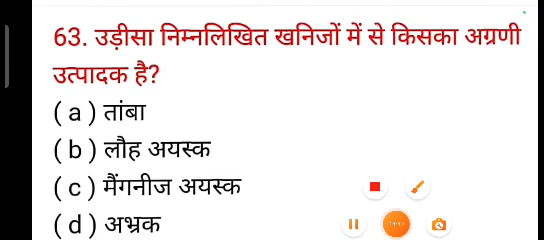 63. उड़ीसा निम्नलिखित खनिजों में से किसका अग्रणी
उत्पादक है?
( a ) तांबा
( b ) लौह अयस्क
( c ) मैंगनीज अयस्क
( d ) अभ्रक